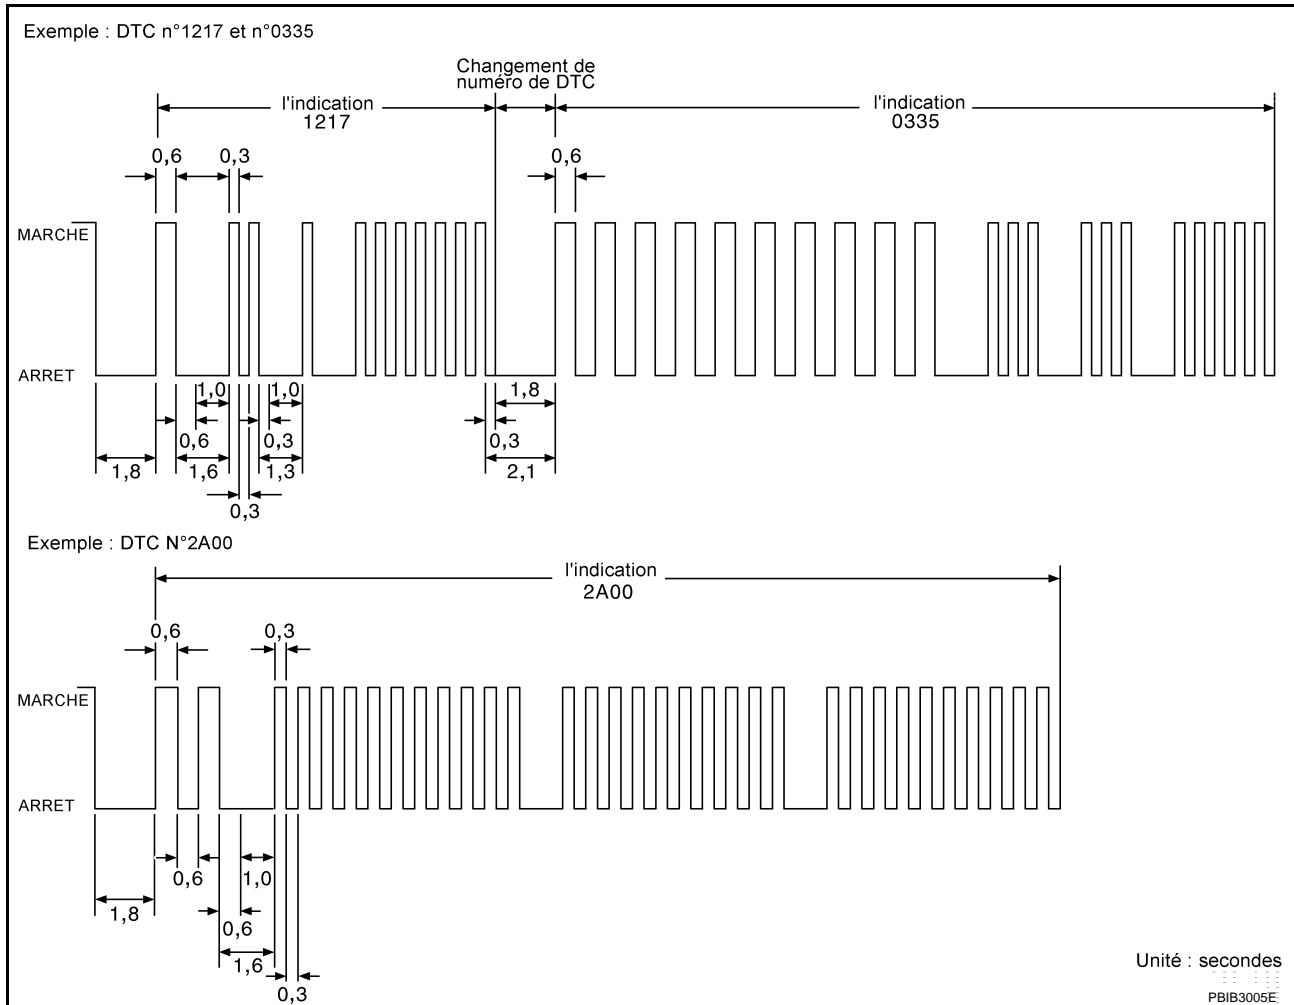 Exemple : DTC n°1217 et n°0335
Changement de
numéro de DTC
l'indication
1217
l'indication
0335
0,6
0,3
0,6
MARCHE
ARRET
1,0
1,0
1,8
0,6
0,3
0,3
1,8
1,6
1,3
2,1
0,3
Exemple : DTC N°2A00
l'indication
2A00
0,6
0,3
MARCHE
ARRET
0,6
1,0
1,8
0,6
1,6
0,3
Unité : secondes
PBIB3005E